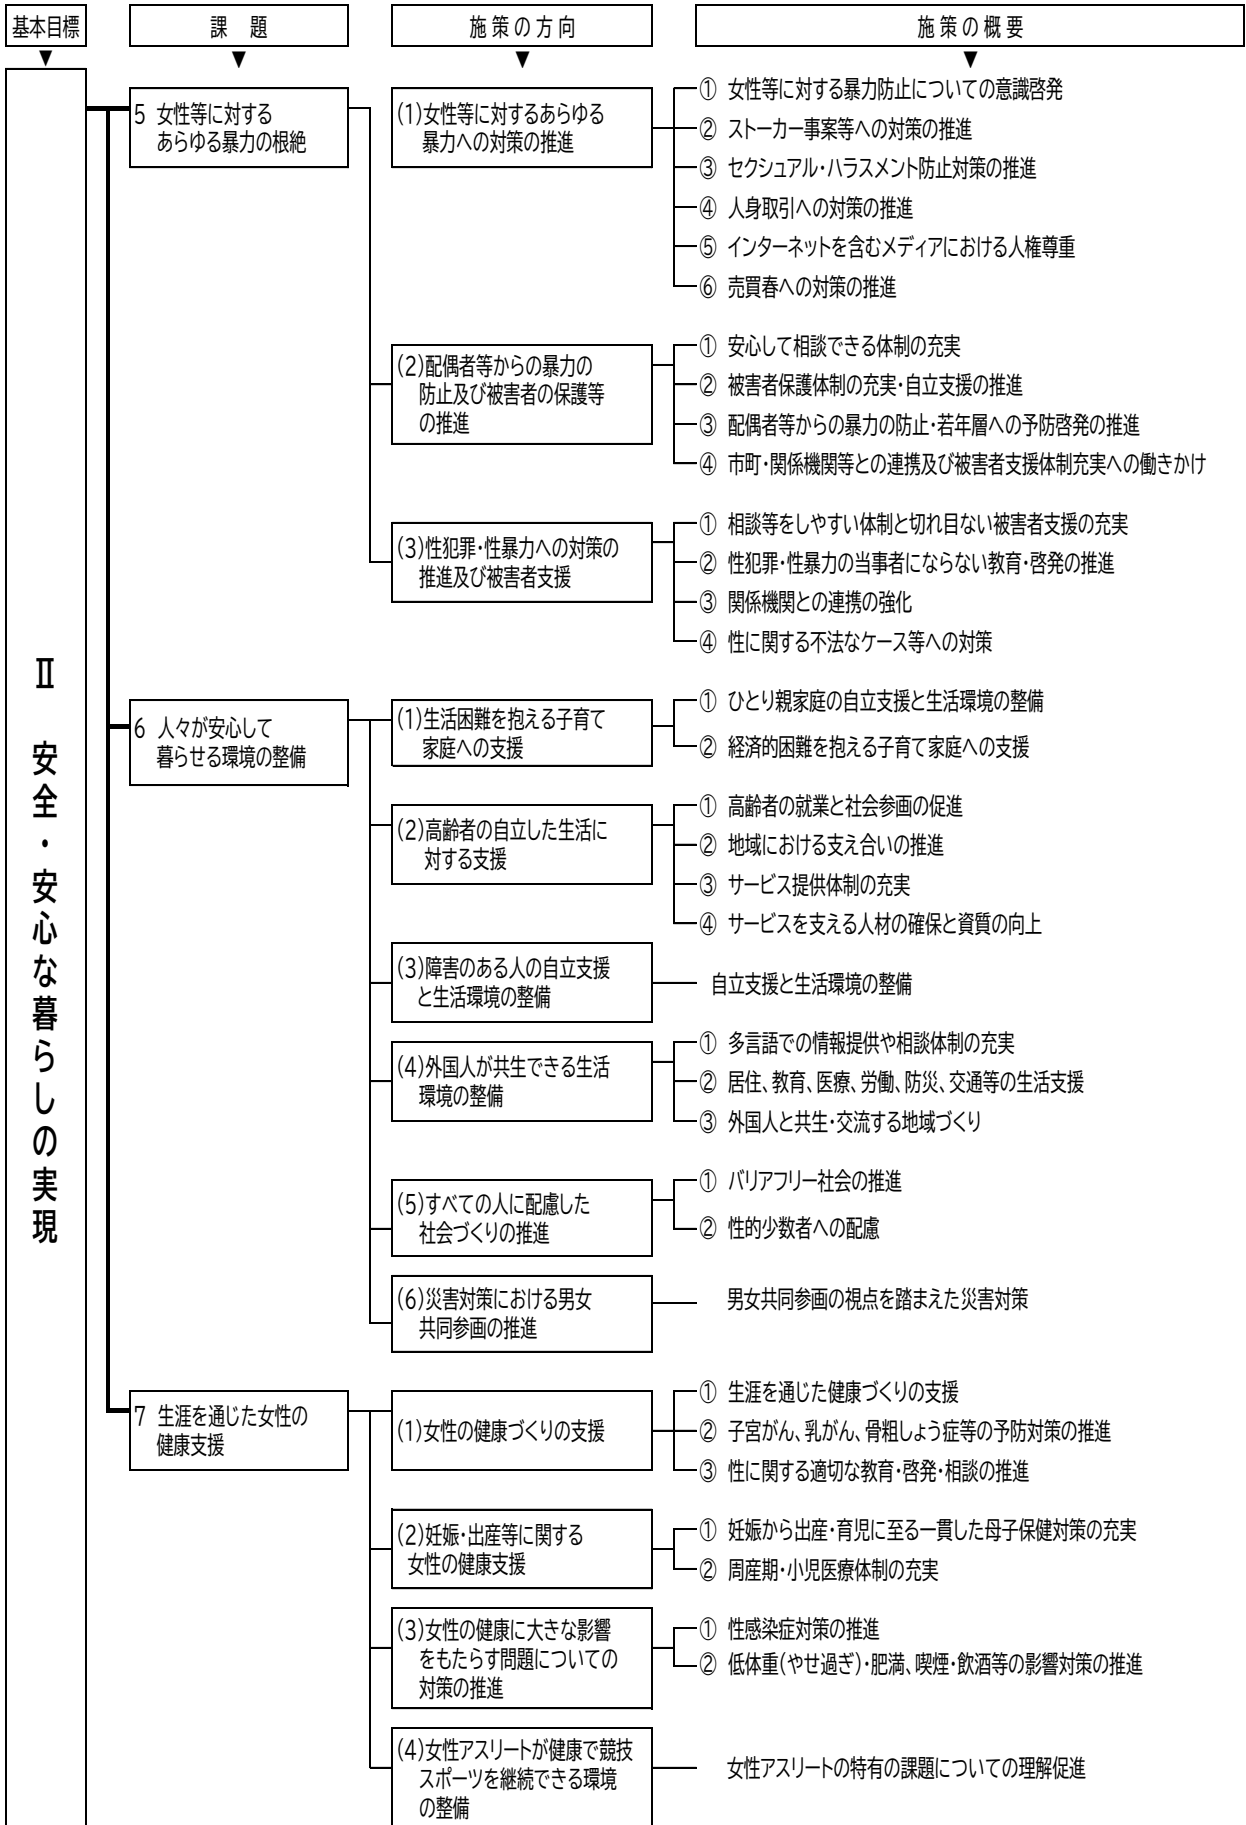 基本目標
課　題
施策の方向
施策の概要
▼
▼
▼
▼
Ⅱ　安全・安心な暮らしの実現
5 女性等に対する
あらゆる暴力の根絶
(1)女性等に対するあらゆる
暴力への対策の推進
① 女性等に対する暴力防止についての意識啓発
② ストーカー事案等への対策の推進
③ セクシュアル・ハラスメント防止対策の推進
④ 人身取引への対策の推進
⑤ インターネットを含むメディアにおける人権尊重
⑥ 売買春への対策の推進
(2)配偶者等からの暴力の
防止及び被害者の保護等
の推進
① 安心して相談できる体制の充実
② 被害者保護体制の充実・自立支援の推進
③ 配偶者等からの暴力の防止・若年層への予防啓発の推進
④ 市町・関係機関等との連携及び被害者支援体制充実への働きかけ
(3)性犯罪・性暴力への対策の
推進及び被害者支援
① 相談等をしやすい体制と切れ目ない被害者支援の充実
② 性犯罪・性暴力の当事者にならない教育・啓発の推進
③ 関係機関との連携の強化
④ 性に関する不法なケース等への対策
6 人々が安心して
暮らせる環境の整備
(1)生活困難を抱える子育て
家庭への支援
① ひとり親家庭の自立支援と生活環境の整備
② 経済的困難を抱える子育て家庭への支援
(2)高齢者の自立した生活に
対する支援
① 高齢者の就業と社会参画の促進
② 地域における支え合いの推進
③ サービス提供体制の充実
④ サービスを支える人材の確保と資質の向上
(3)障害のある人の自立支援
と生活環境の整備
自立支援と生活環境の整備
(4)外国人が共生できる生活
環境の整備
① 多言語での情報提供や相談体制の充実
② 居住、教育、医療、労働、防災、交通等の生活支援
③ 外国人と共生・交流する地域づくり
(5)すべての人に配慮した
社会づくりの推進
① バリアフリー社会の推進
② 性的少数者への配慮
(6)災害対策における男女
共同参画の推進
男女共同参画の視点を踏まえた災害対策
7 生涯を通じた女性の
健康支援
(1)女性の健康づくりの支援
① 生涯を通じた健康づくりの支援
② 子宮がん、乳がん、骨粗しょう症等の予防対策の推進
③ 性に関する適切な教育・啓発・相談の推進
(2)妊娠・出産等に関する
女性の健康支援
① 妊娠から出産・育児に至る一貫した母子保健対策の充実
② 周産期・小児医療体制の充実
(3)女性の健康に大きな影響
をもたらす問題についての
対策の推進
① 性感染症対策の推進
② 低体重(やせ過ぎ)・肥満、喫煙・飲酒等の影響対策の推進
(4)女性アスリートが健康で競技
スポーツを継続できる環境
の整備
女性アスリートの特有の課題についての理解促進